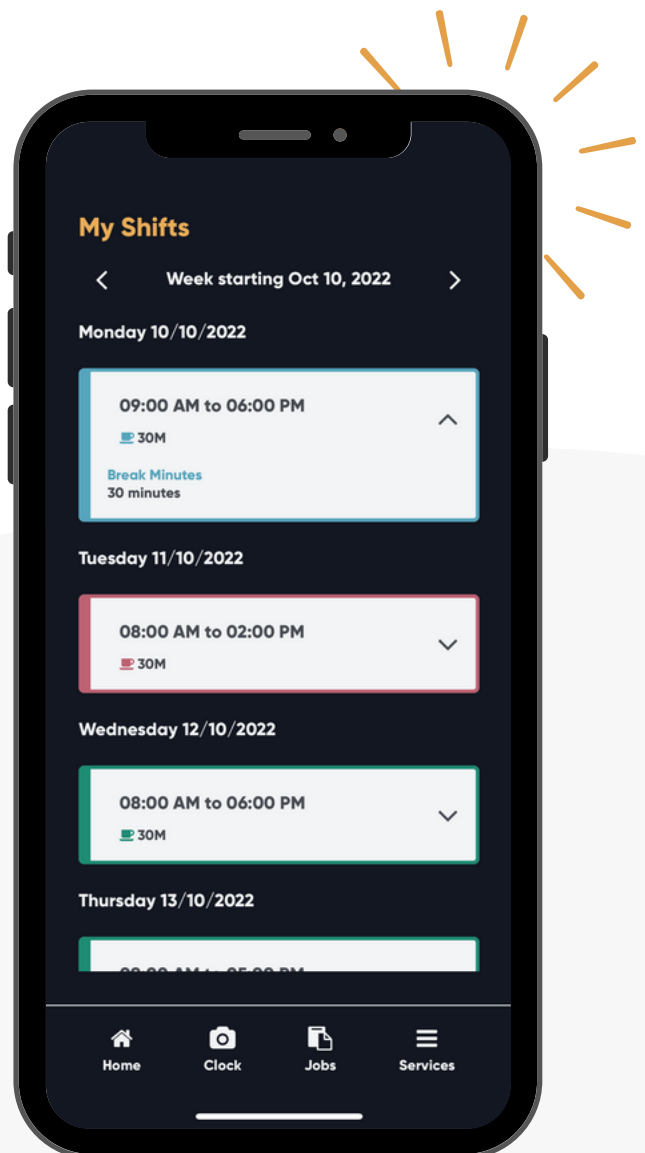 My Shifts
Week starting Oct 10, 2022
Monday 10/10/2022
09:00 AM to 06:00 PM
30M
Break Minutes
30 minutes
Tuesday 11/10/2022
08:00 AM to 02:00 PM
30M
Wednesday 12/10/2022
08:00 AM to 06:00 PM
30M
Thursday 13/10/2022
Home Clock Jobs Services